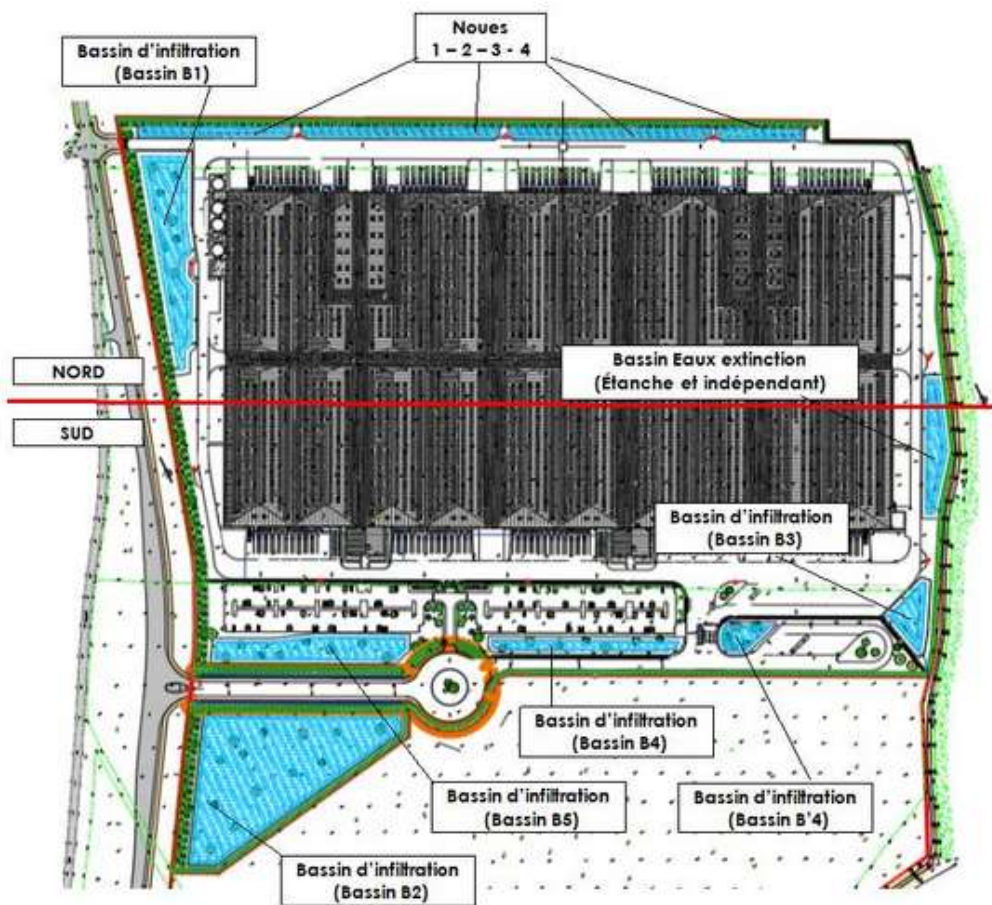 Noues
1 – 2 – 3 - 4
Bassin d'infiltration
(Bassin B1)
Bassin Eaux extinction
(Étanche et indépendant)
NORD
SUD
Bassin d'infiltration
(Bassin B3)
Bassin d'infiltration
(Bassin B4)
Bassin d'infiltration
(Bassin B5)
Bassin d'infiltration
(Bassin B'4)
Bassin d'infiltration
(Bassin B2)